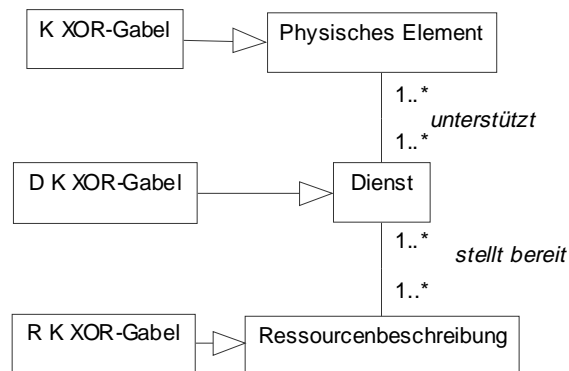 K XOR-Gabel
Physisches Element
1..*
unterstützt
1..*
D K XOR-Gabel
Dienst
1..*
stellt bereit
1..*
R K XOR-Gabel
Ressourcenbeschreibung